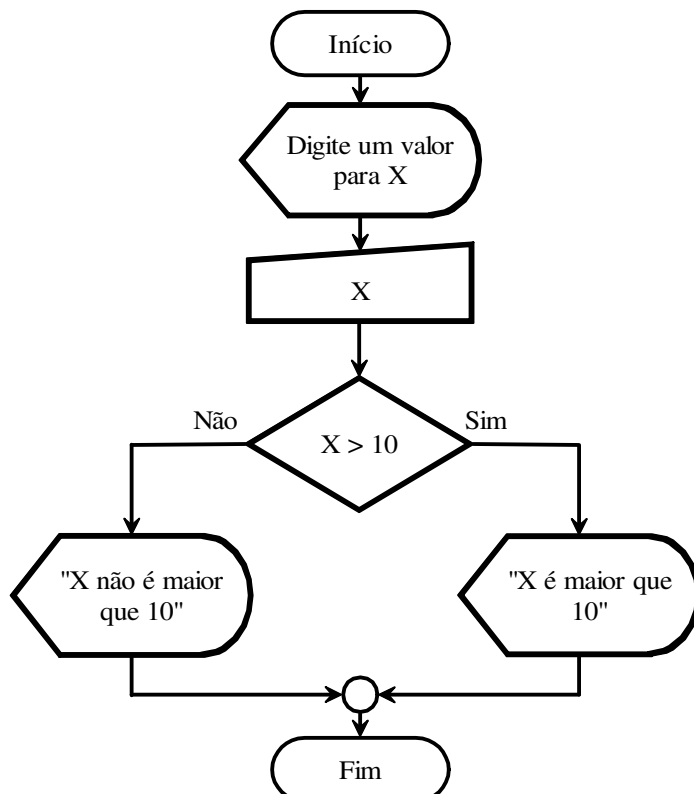 Início
Digite um valor
para X
X
Não
Sim
X > 10
"X não é maior
que 10"
"X é maior que
10"
Fim